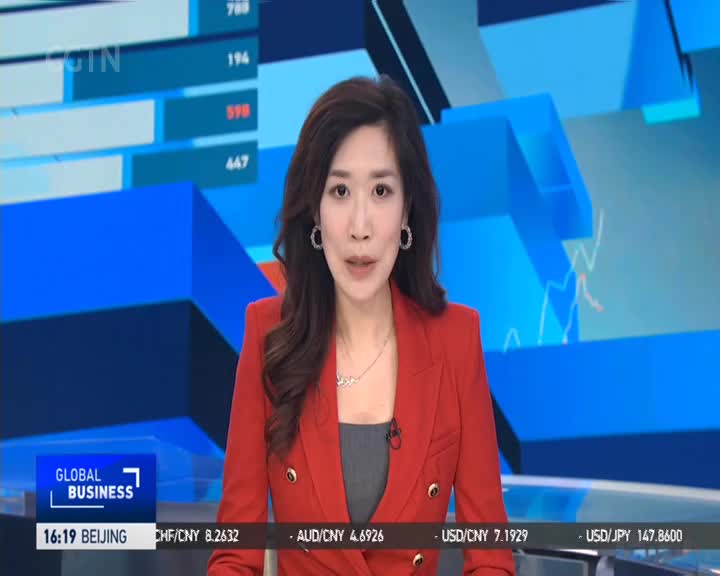 788
CGTN
194
598
447
GLOBAL
BUSINESS
16:19 BEIJING
CHF/CNY 8.2632 - AUD/CNY 4.6926 - USD/CNY 7.1929 - USD/JPY 147.8600